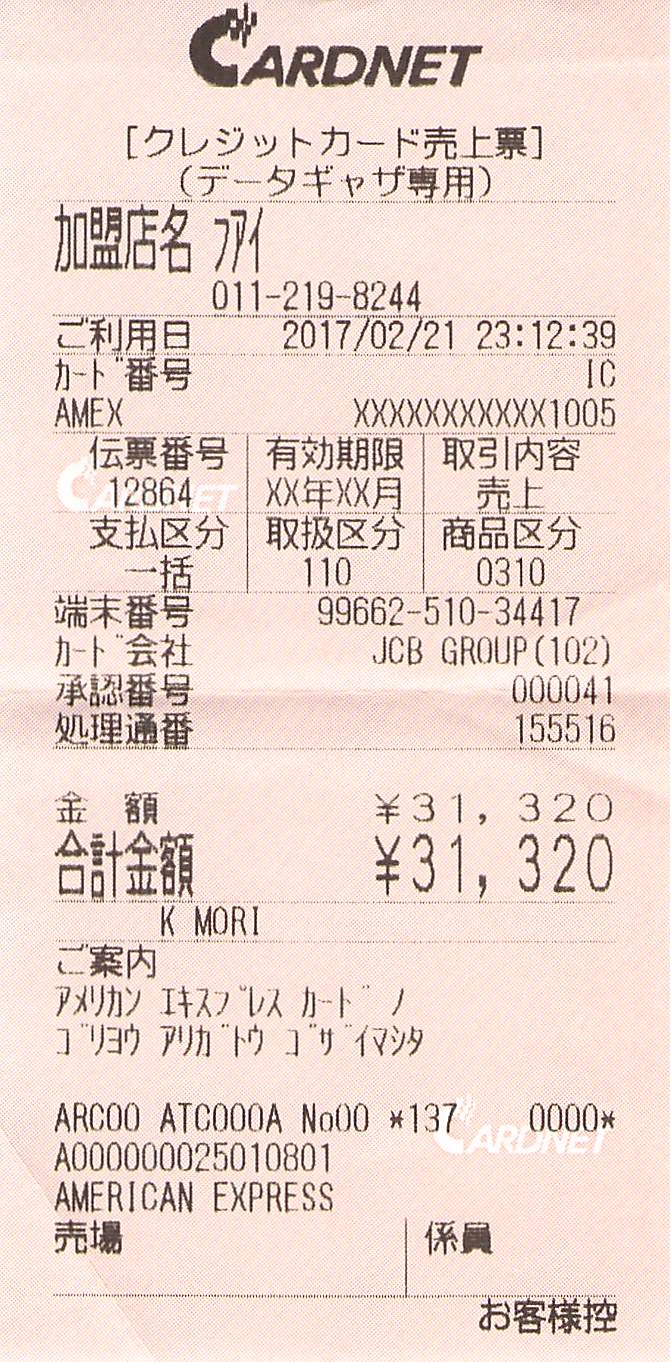 CARDNET
[クレジットカード売上票]
(データギャザ専用)
加盟店名 ﾌｱｲ
011-219-8244
ご利用日 2017/02/21 23:12:39
ｶｰﾄﾞ番号 IC
AMEX XXXXXXXXXXX1005
伝票番号 有効期限 取引内容
12864 XX年XX月 売上
CARDNET
支払区分 取扱区分 商品区分
一括 110 0310
端末番号 99662-510-34417
ｶｰﾄﾞ会社 JCB GROUP(102)
承認番号 000041
処理通番 155516
金 額 ¥31,320
合計金額 ¥31,320
K MORI
ご案内
ｱﾒﾘｶﾝ ｴｷｽﾌﾟﾚｽ ｶｰﾄﾞ ﾉ
ｺﾞﾘﾖｳ ｱﾘｶﾞﾄｳ ｺﾞｻﾞｲﾏｼﾀ
ARC00 ATC000A No00 *137 0000*
CARDNET
A000000025010801
AMERICAN EXPRESS
売場 係員
お客様控